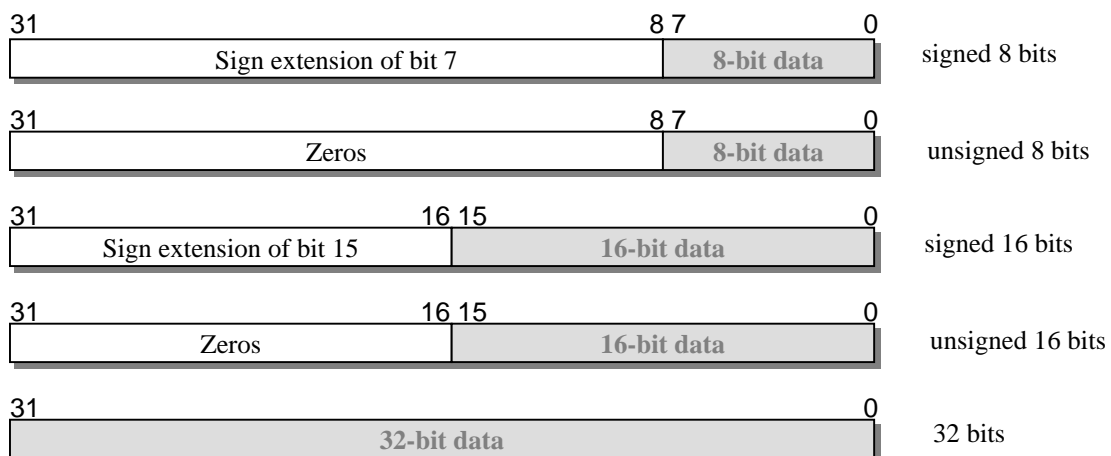 31 8 7 0
Sign extension of bit 7 8-bit data signed 8 bits
31 8 7 0
Zeros 8-bit data unsigned 8 bits
31 16 15 0
Sign extension of bit 15 16-bit data signed 16 bits
31 16 15 0
Zeros 16-bit data unsigned 16 bits
31 0
32-bit data 32 bits